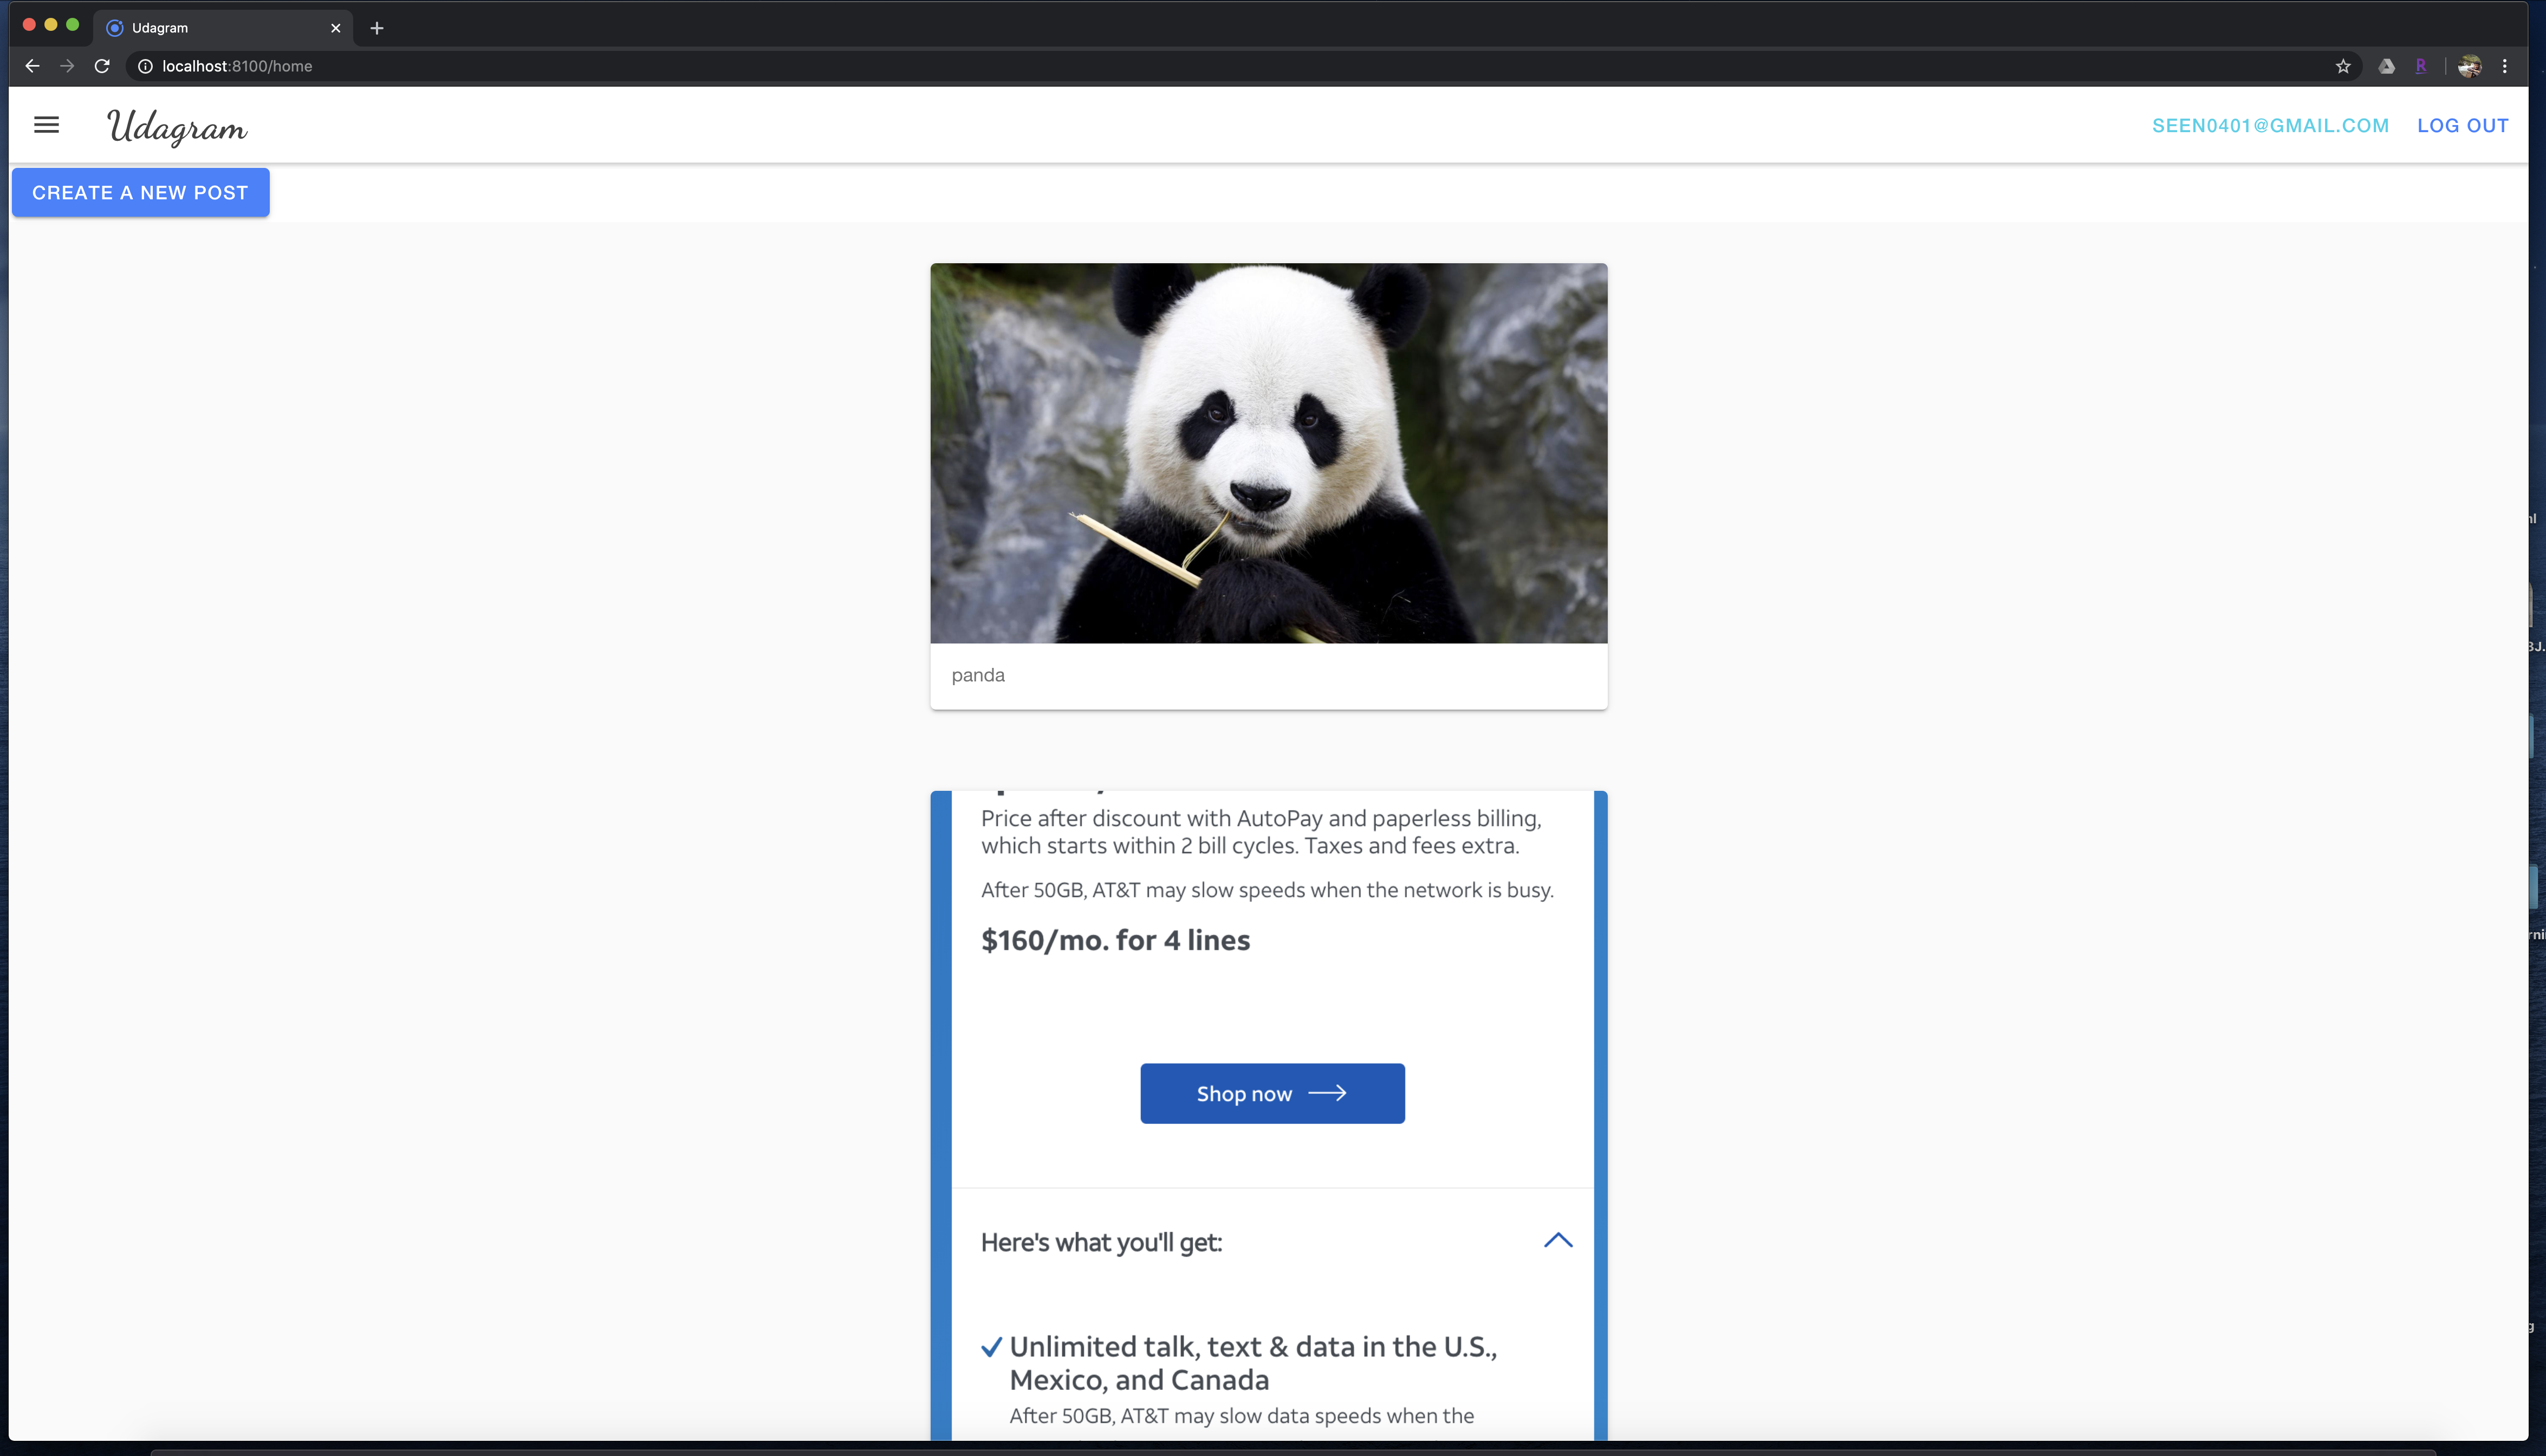 Udagram
localhost:8100/home
R
Udagram
SEEN0401@GMAIL.COM LOG OUT
CREATE A NEW POST
panda
Price after discount with AutoPay and paperless billing,
which starts within 2 bill cycles. Taxes and fees extra.
After 50GB, AT&T may slow speeds when the network is busy.
$160/mo. for 4 lines
Shop now
Here's what you'll get:
Unlimited talk, text & data in the U.S.,
Mexico, and Canada
After 50GB, AT&T may slow data speeds when the